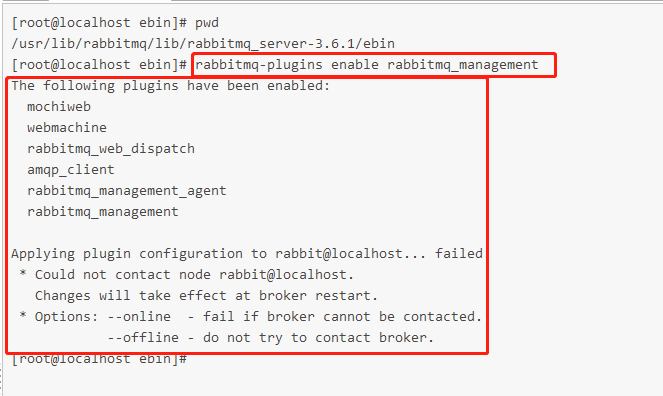 [root@localhost ebin]# pwd
/usr/lib/rabbitmq/lib/rabbitmq_server-3.6.1/ebin
[root@localhost ebin]# rabbitmq-plugins enable rabbitmq_management
The following plugins have been enabled:
  mochiweb
  webmachine
  rabbitmq_web_dispatch
  amqp_client
  rabbitmq_management_agent
  rabbitmq_management

Applying plugin configuration to rabbit@localhost... failed
 * Could not contact node rabbit@localhost.
   Changes will take effect at broker restart.
 * Options: --online  - fail if broker cannot be contacted.
            --offline - do not try to contact broker.
[root@localhost ebin]#